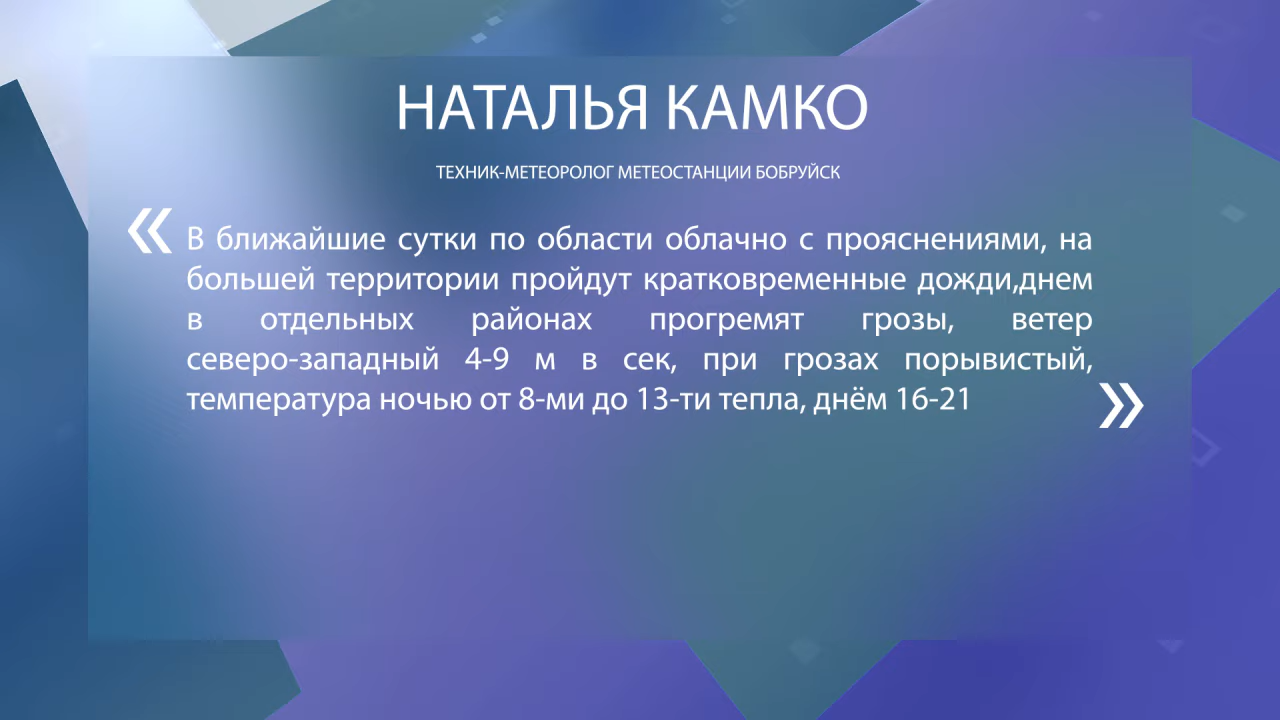 НАТАЛЬЯ КАМКО
ТЕХНИК-МЕТЕОРОЛОГ МЕТЕОСТАНЦИИ БОБРУЙСК
« В ближайшие сутки по области облачно с прояснениями, на
большей территории пройдут кратковременные дожди,днем
в отдельных районах прогремят грозы, ветер
северо-западный 4-9 м в сек, при грозах порывистый,
температура ночью от 8-ми до 13-ти тепла, днём 16-21 »